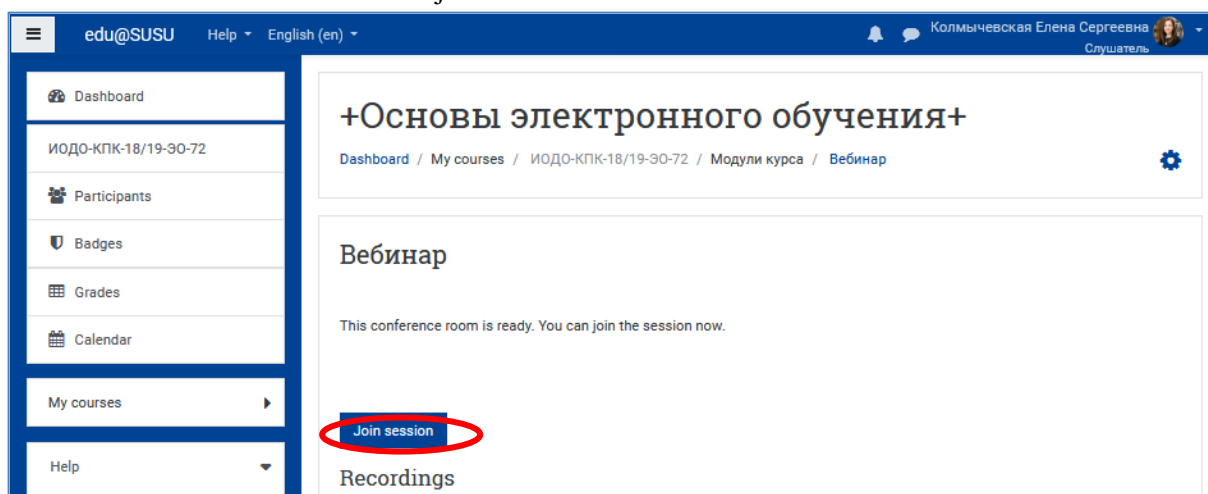 edu@SUSU Help English (en) Колмычевская Елена Сергеевна
Слушатель
Dashboard
ИОДО-КПК-18/19-ЭО-72
Participants
Badges
Grades
Calendar
My courses
Help
+Основы электронного обучения+
Dashboard / My courses / ИОДО-КПК-18/19-ЭО-72 / Модули курса / Вебинар
Вебинар
This conference room is ready. You can join the session now.
Join session
Recordings